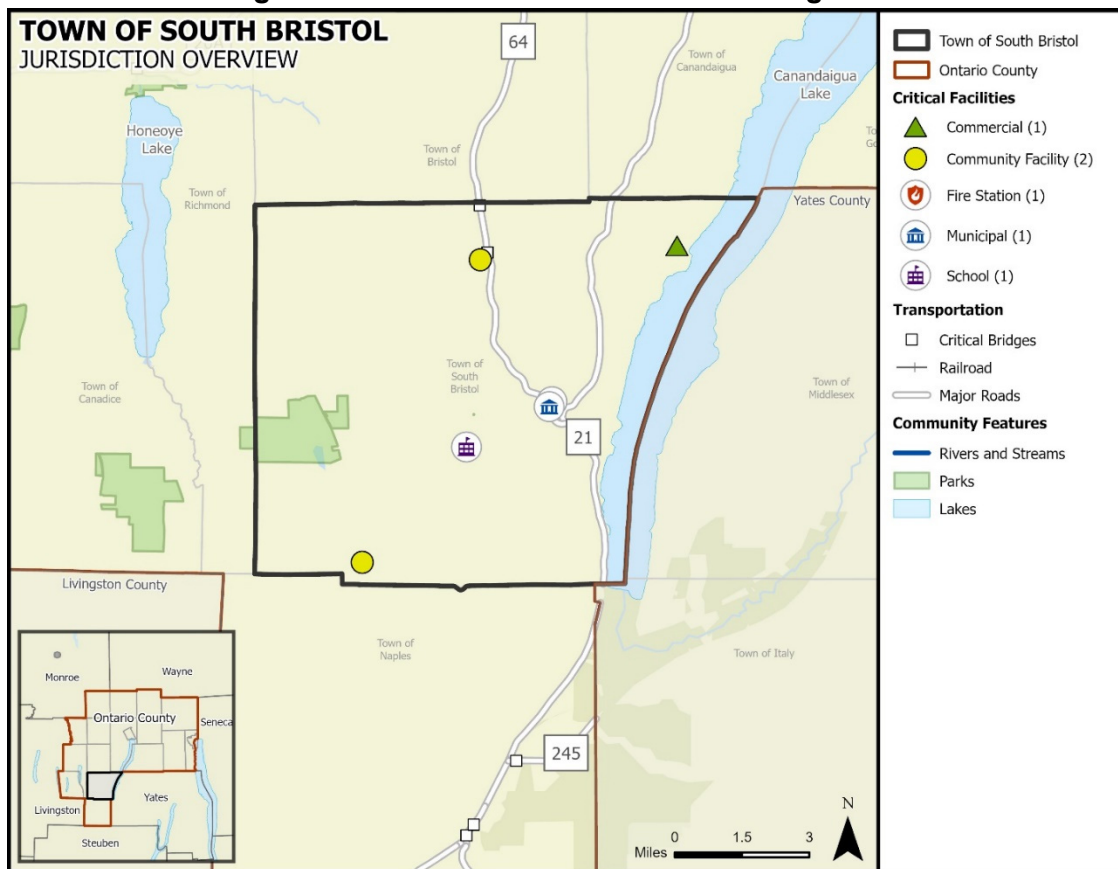 TOWN OF SOUTH BRISTOL
JURISDICTION OVERVIEW
64
Town of
Canandaigua
Canandaigua
Lake
Honeoye
Lake
Town of
Bristol
Town of
Richmond
Yates County
Town of
South
Bristol
Town of
Canadice
Town of
Middlesex
21
Livingston County
Town of
Naples
Town of Italy
245
Monroe
Wayne
Ontario County
Seneca
Livingston
Yates
Steuben
N
0 1.5 3
Miles
Town of South Bristol
Ontario County
Critical Facilities
Commercial (1)
Community Facility (2)
Fire Station (1)
Municipal (1)
School (1)
Transportation
Critical Bridges
Railroad
Major Roads
Community Features
Rivers and Streams
Parks
Lakes